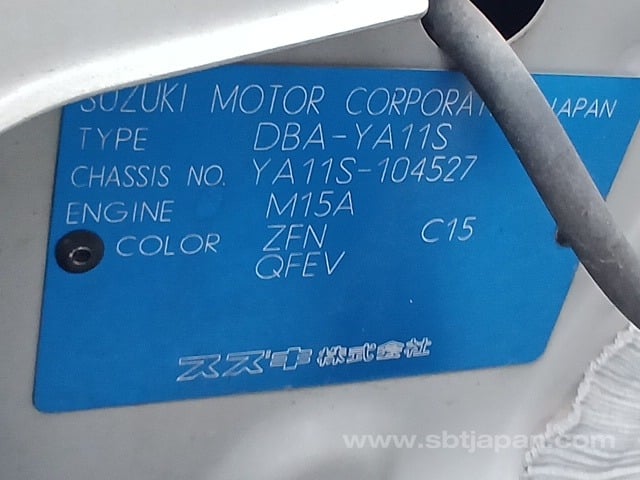 SUZUKI MOTOR CORPORAT JAPAN
TYPE DBA-YA11S
CHASSIS NO. YA11S-104527
ENGINE M15A
COLOR ZFN C15
QFEV
スズキ株式会社
www.sbtjapan.com